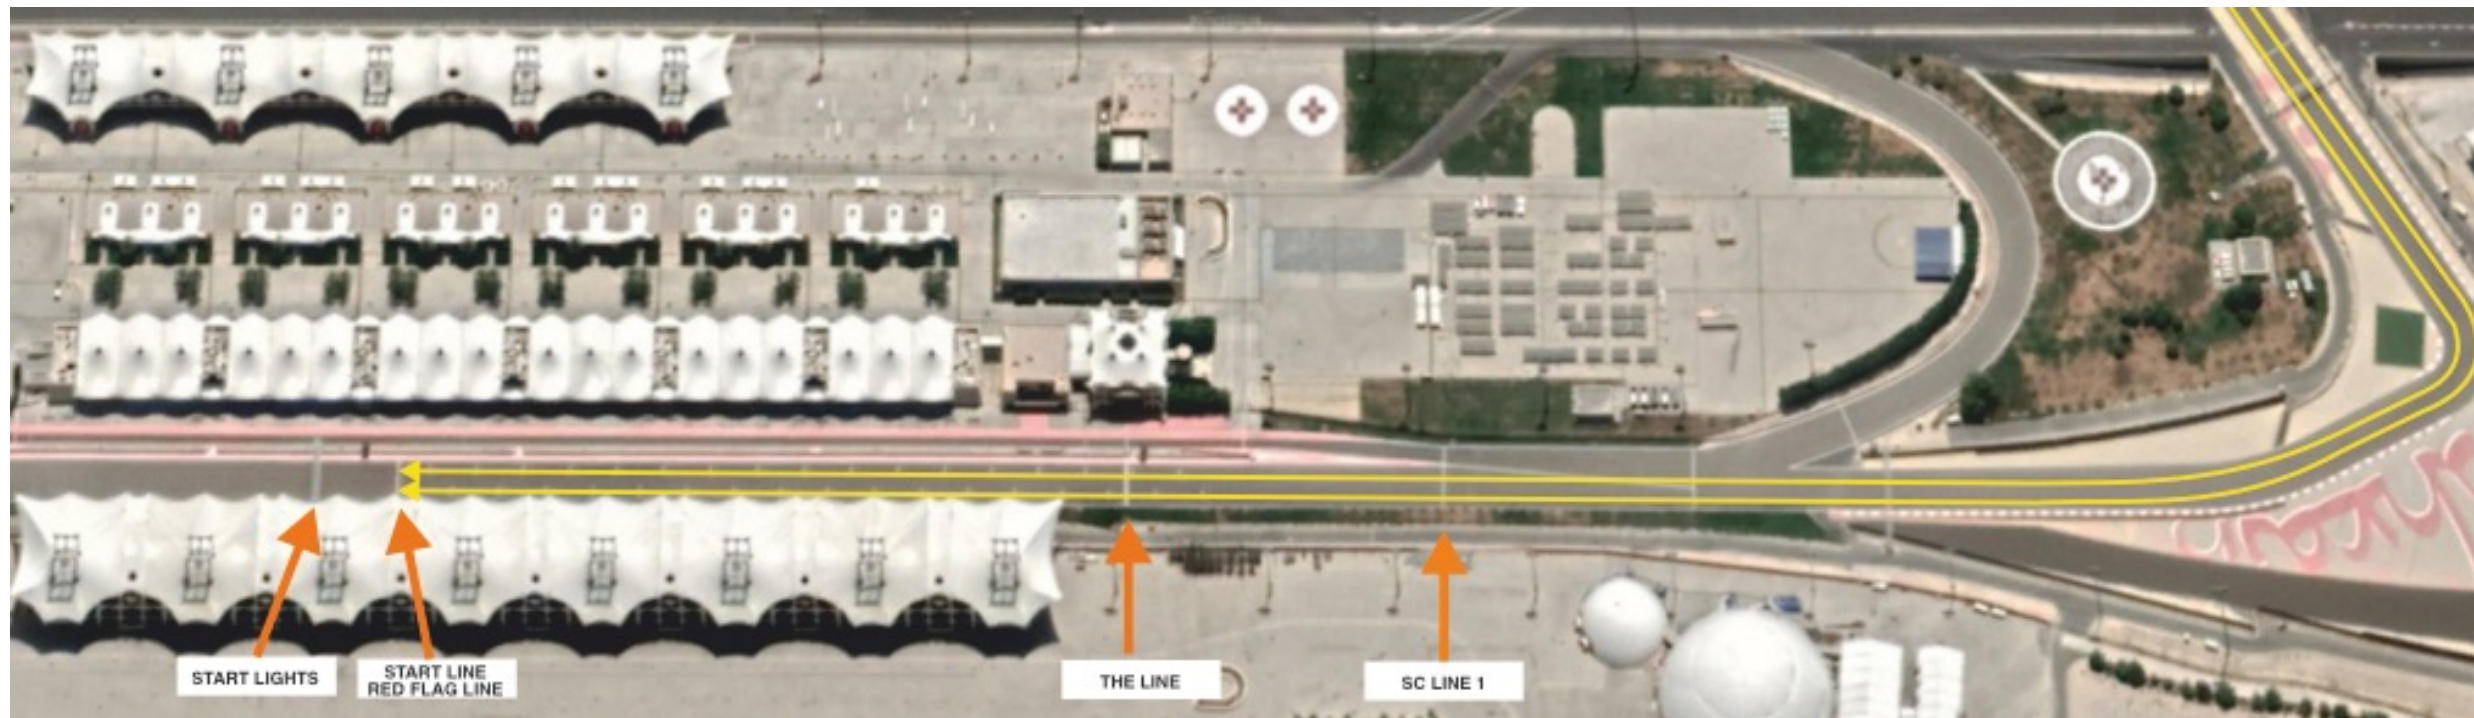 START LIGHTS
START LINE
RED FLAG LINE
THE LINE
SC LINE 1